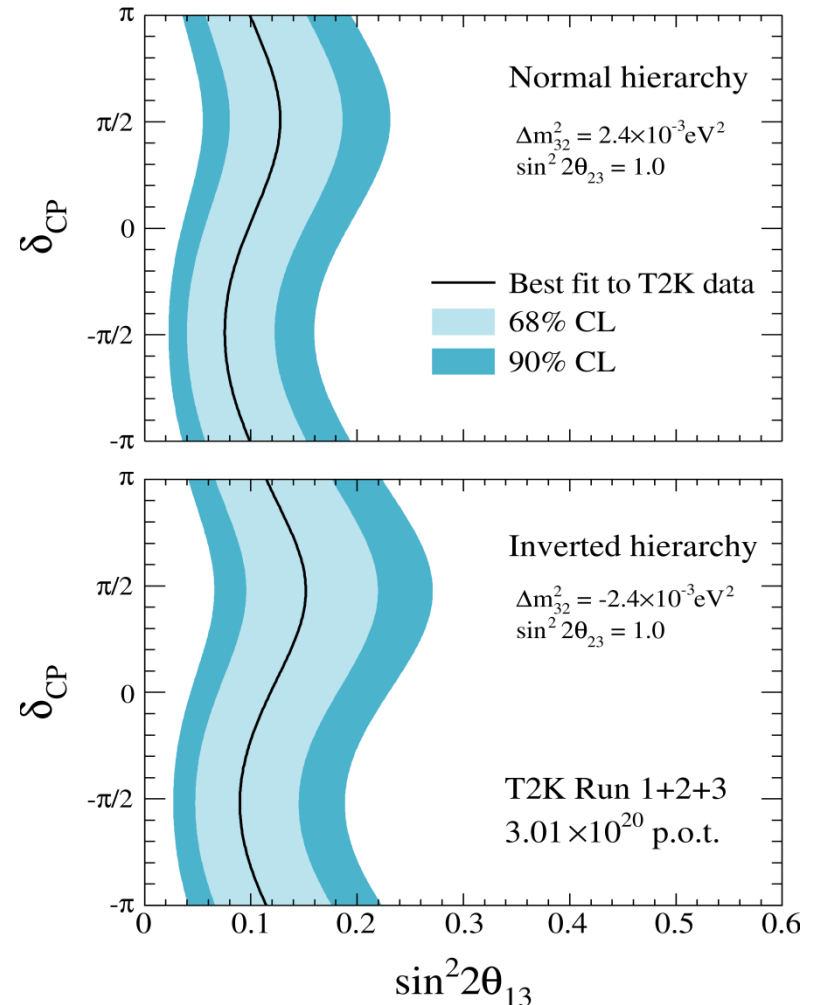 π
π/2
0
-π/2
-π
δCP
Normal hierarchy
Δm²₃₂ = 2.4×10⁻³eV²
sin² 2θ₂₃ = 1.0
Best fit to T2K data
68% CL
90% CL
π
π/2
0
-π/2
-π
δCP
Inverted hierarchy
Δm²₃₂ = -2.4×10⁻³eV²
sin² 2θ₂₃ = 1.0
T2K Run 1+2+3
3.01×10²⁰ p.o.t.
0 0.1 0.2 0.3 0.4 0.5 0.6
sin²2θ₁₃